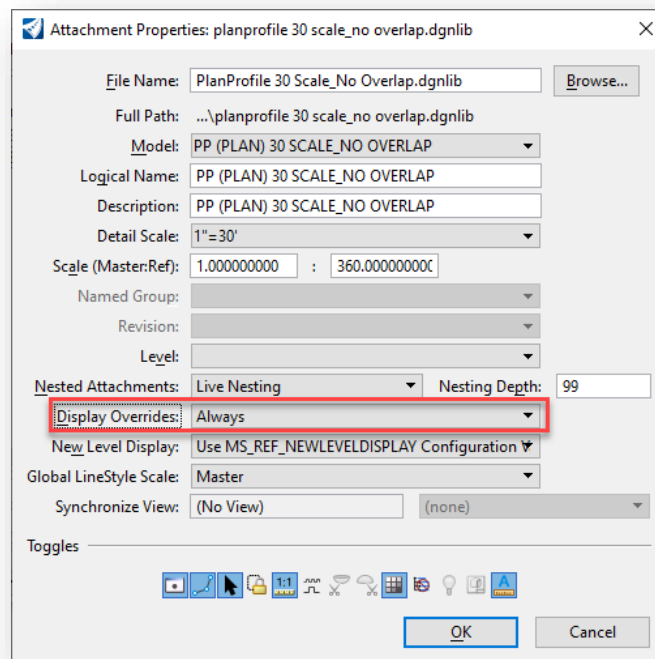 Attachment Properties: planprofile 30 scale_no overlap.dgnlib
File Name: PlanProfile 30 Scale_No Overlap.dgnlib Browse...
Full Path: ...\planprofile 30 scale_no overlap.dgnlib
Model: PP (PLAN) 30 SCALE_NO OVERLAP
Logical Name: PP (PLAN) 30 SCALE_NO OVERLAP
Description: PP (PLAN) 30 SCALE_NO OVERLAP
Detail Scale: 1"=30'
Scale (Master:Ref): 1.000000000 : 360.000000000
Named Group:
Revision:
Level:
Nested Attachments: Live Nesting Nesting Depth: 99
Display Overrides: Always
New Level Display: Use MS_REF_NEWLEVELDISPLAY Configuration
Global LineStyle Scale: Master
Synchronize View: (No View) (none)
Toggles
1:1
A
OK Cancel